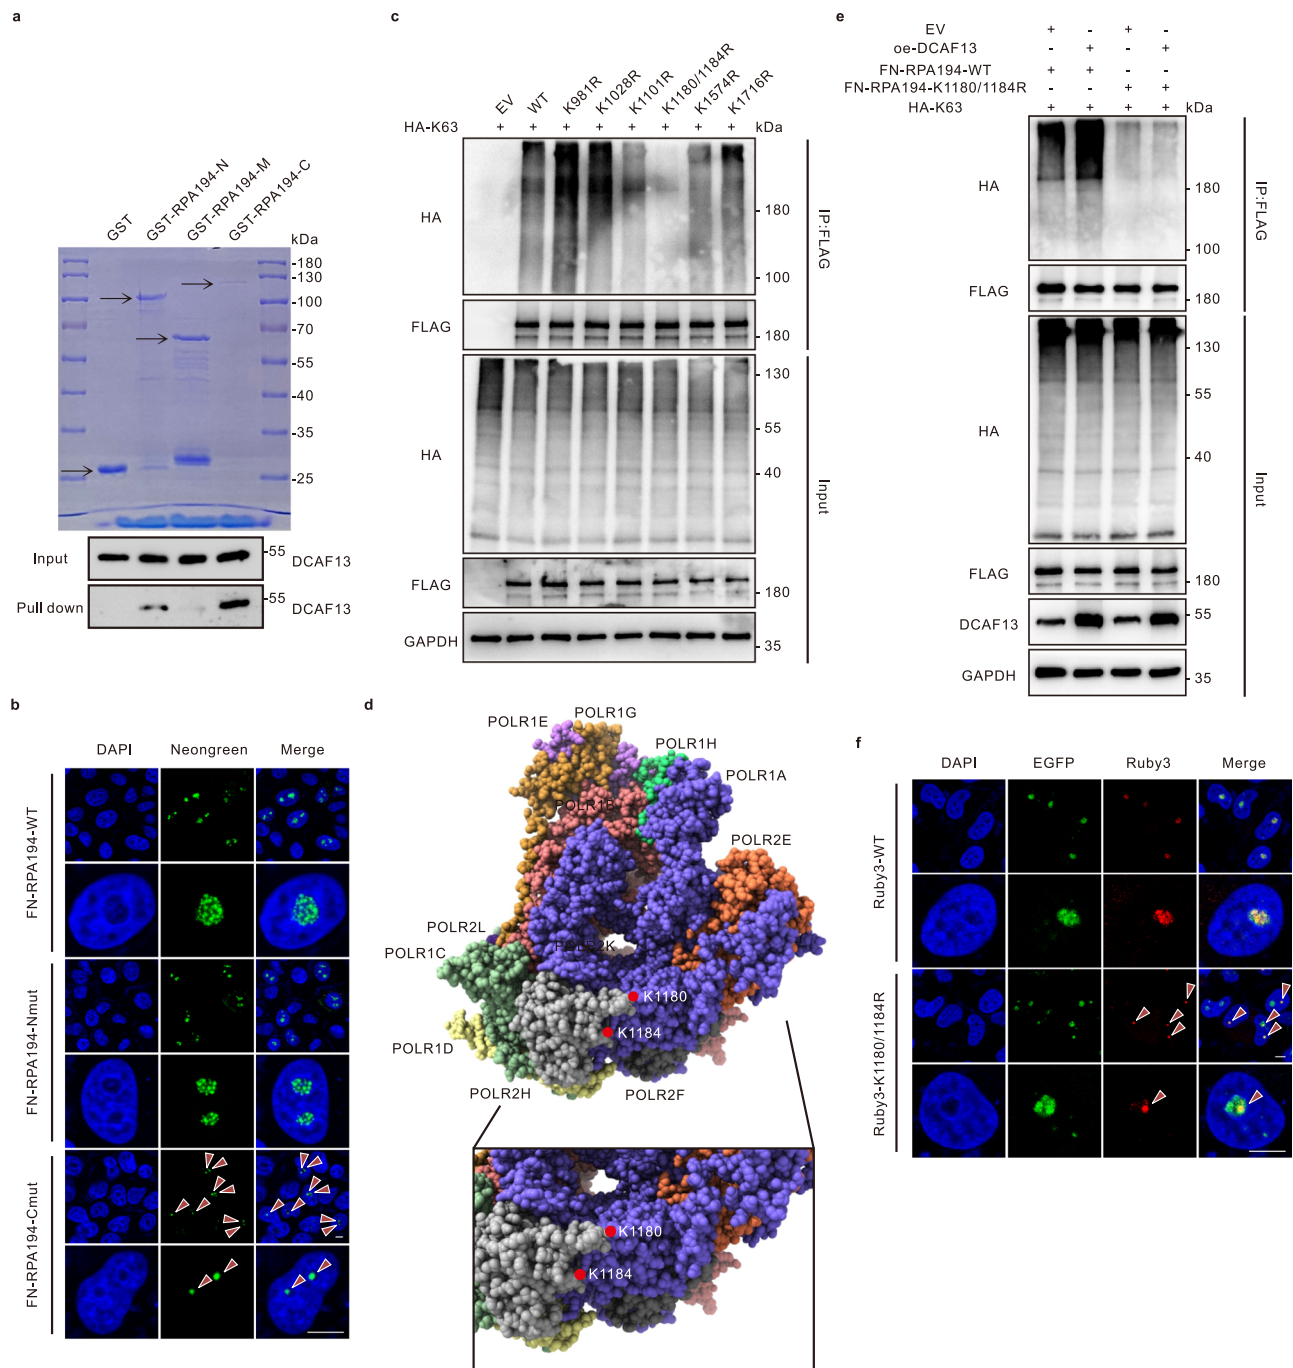 a
GST
GST-RPA194-N
GST-RPA194-M
GST-RPA194-C
kDa
-180
-130
-100
-70
-55
-40
-35
-25
Input
-55
DCAF13
Pull down
-55
DCAF13
b
DAPI
Neongreen
Merge
FN-RPA194-WT
FN-RPA194-Nmut
FN-RPA194-Cmut
c
EV
WT
K981R
K1028R
K1101R
K1180/1184R
K1574R
K1716R
HA-K63
+ + + + + + + +
kDa
HA
180
100
FLAG
180
IP:FLAG
HA
130
55
40
FLAG
180
GAPDH
35
Input
d
POLR1E
POLR1G
POLR1H
POLR1A
POLR1B
POLR2E
POLR2L
POLR1C
POLR2K
K1180
K1184
POLR1D
POLR2H
POLR2F
K1180
K1184
e
EV + - + -
oe-DCAF13 - + - +
FN-RPA194-WT + + - -
FN-RPA194-K1180/1184R - - + +
HA-K63 + + + + kDa
HA
180
100
FLAG
180
IP:FLAG
HA
130
55
40
FLAG
180
DCAF13
55
GAPDH
35
Input
f
DAPI
EGFP
Ruby3
Merge
Ruby3-WT
Ruby3-K1180/1184R